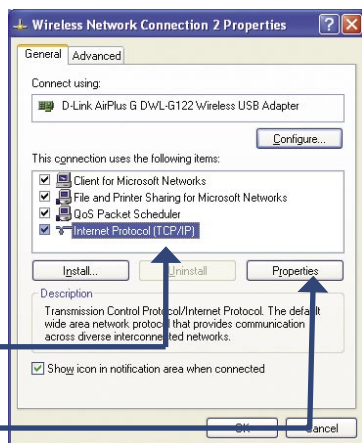 Wireless Network Connection 2 Properties
General Advanced
Connect using:
D-Link AirPlus G DWL-G122 Wireless USB Adapter
Configure...
This connection uses the following items:
Client for Microsoft Networks
File and Printer Sharing for Microsoft Networks
QoS Packet Scheduler
Internet Protocol (TCP/IP)
Install... Uninstall Properties
Description
Transmission Control Protocol/Internet Protocol. The default
wide area network protocol that provides communication
across diverse interconnected networks.
Show icon in notification area when connected
OK Cancel